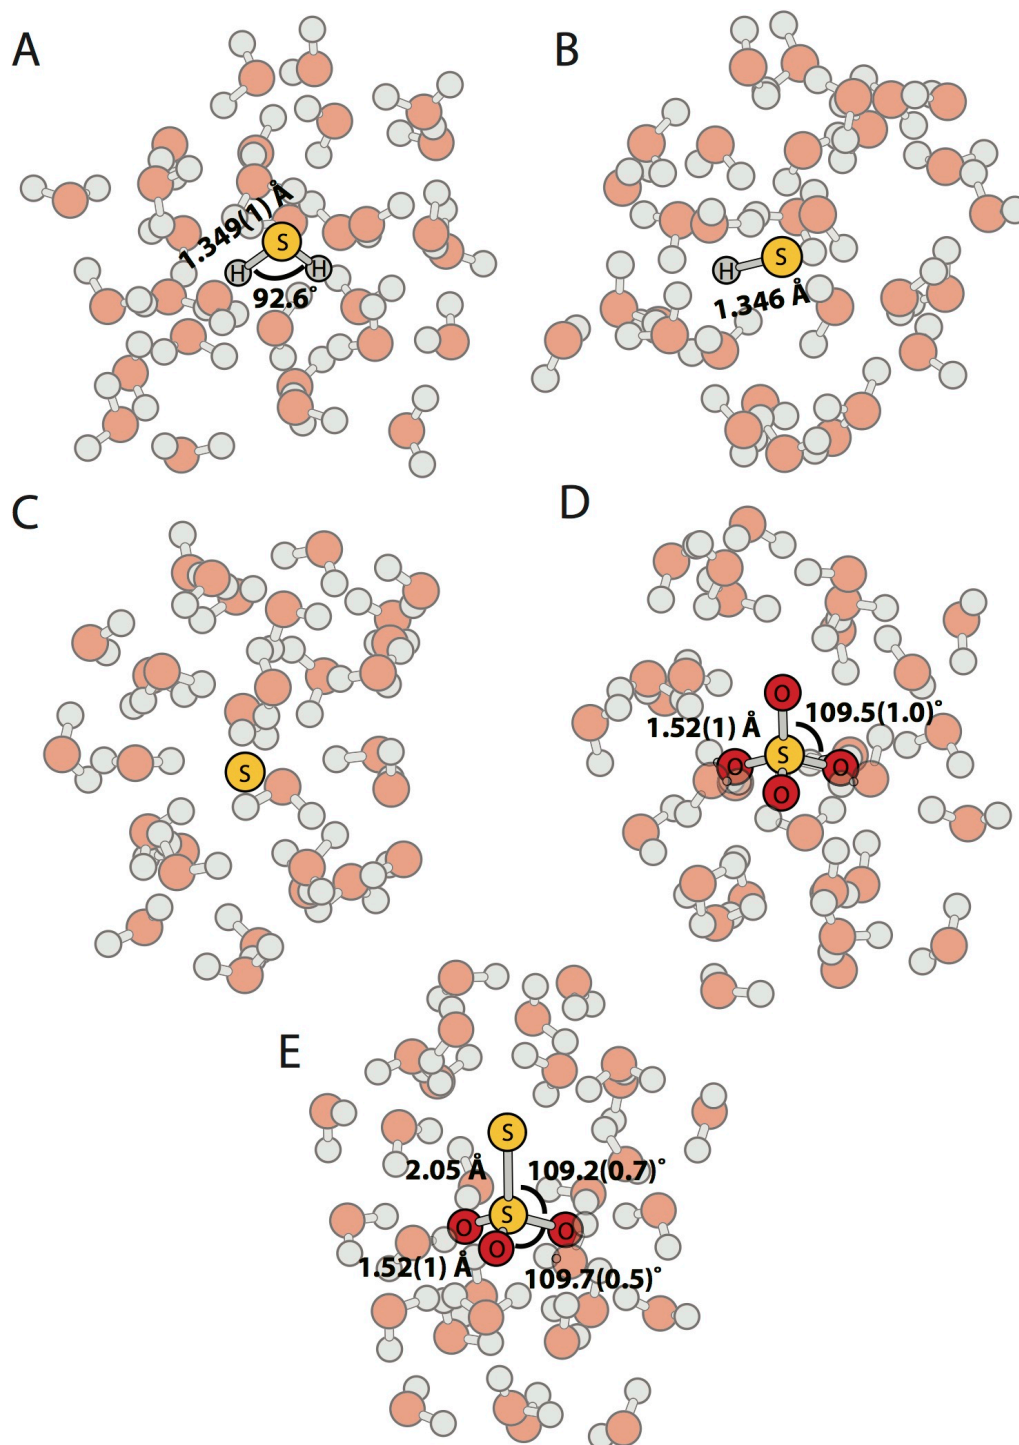 A
B
1.349(1) Å
S
H
H
92.6°
S
H
1.346 Å
C
D
S
O
1.52(1) Å
109.5(1.0)°
O
S
O
O
E
S
2.05 Å
109.2(0.7)°
S
O
O
O
1.52(1) Å
109.7(0.5)°